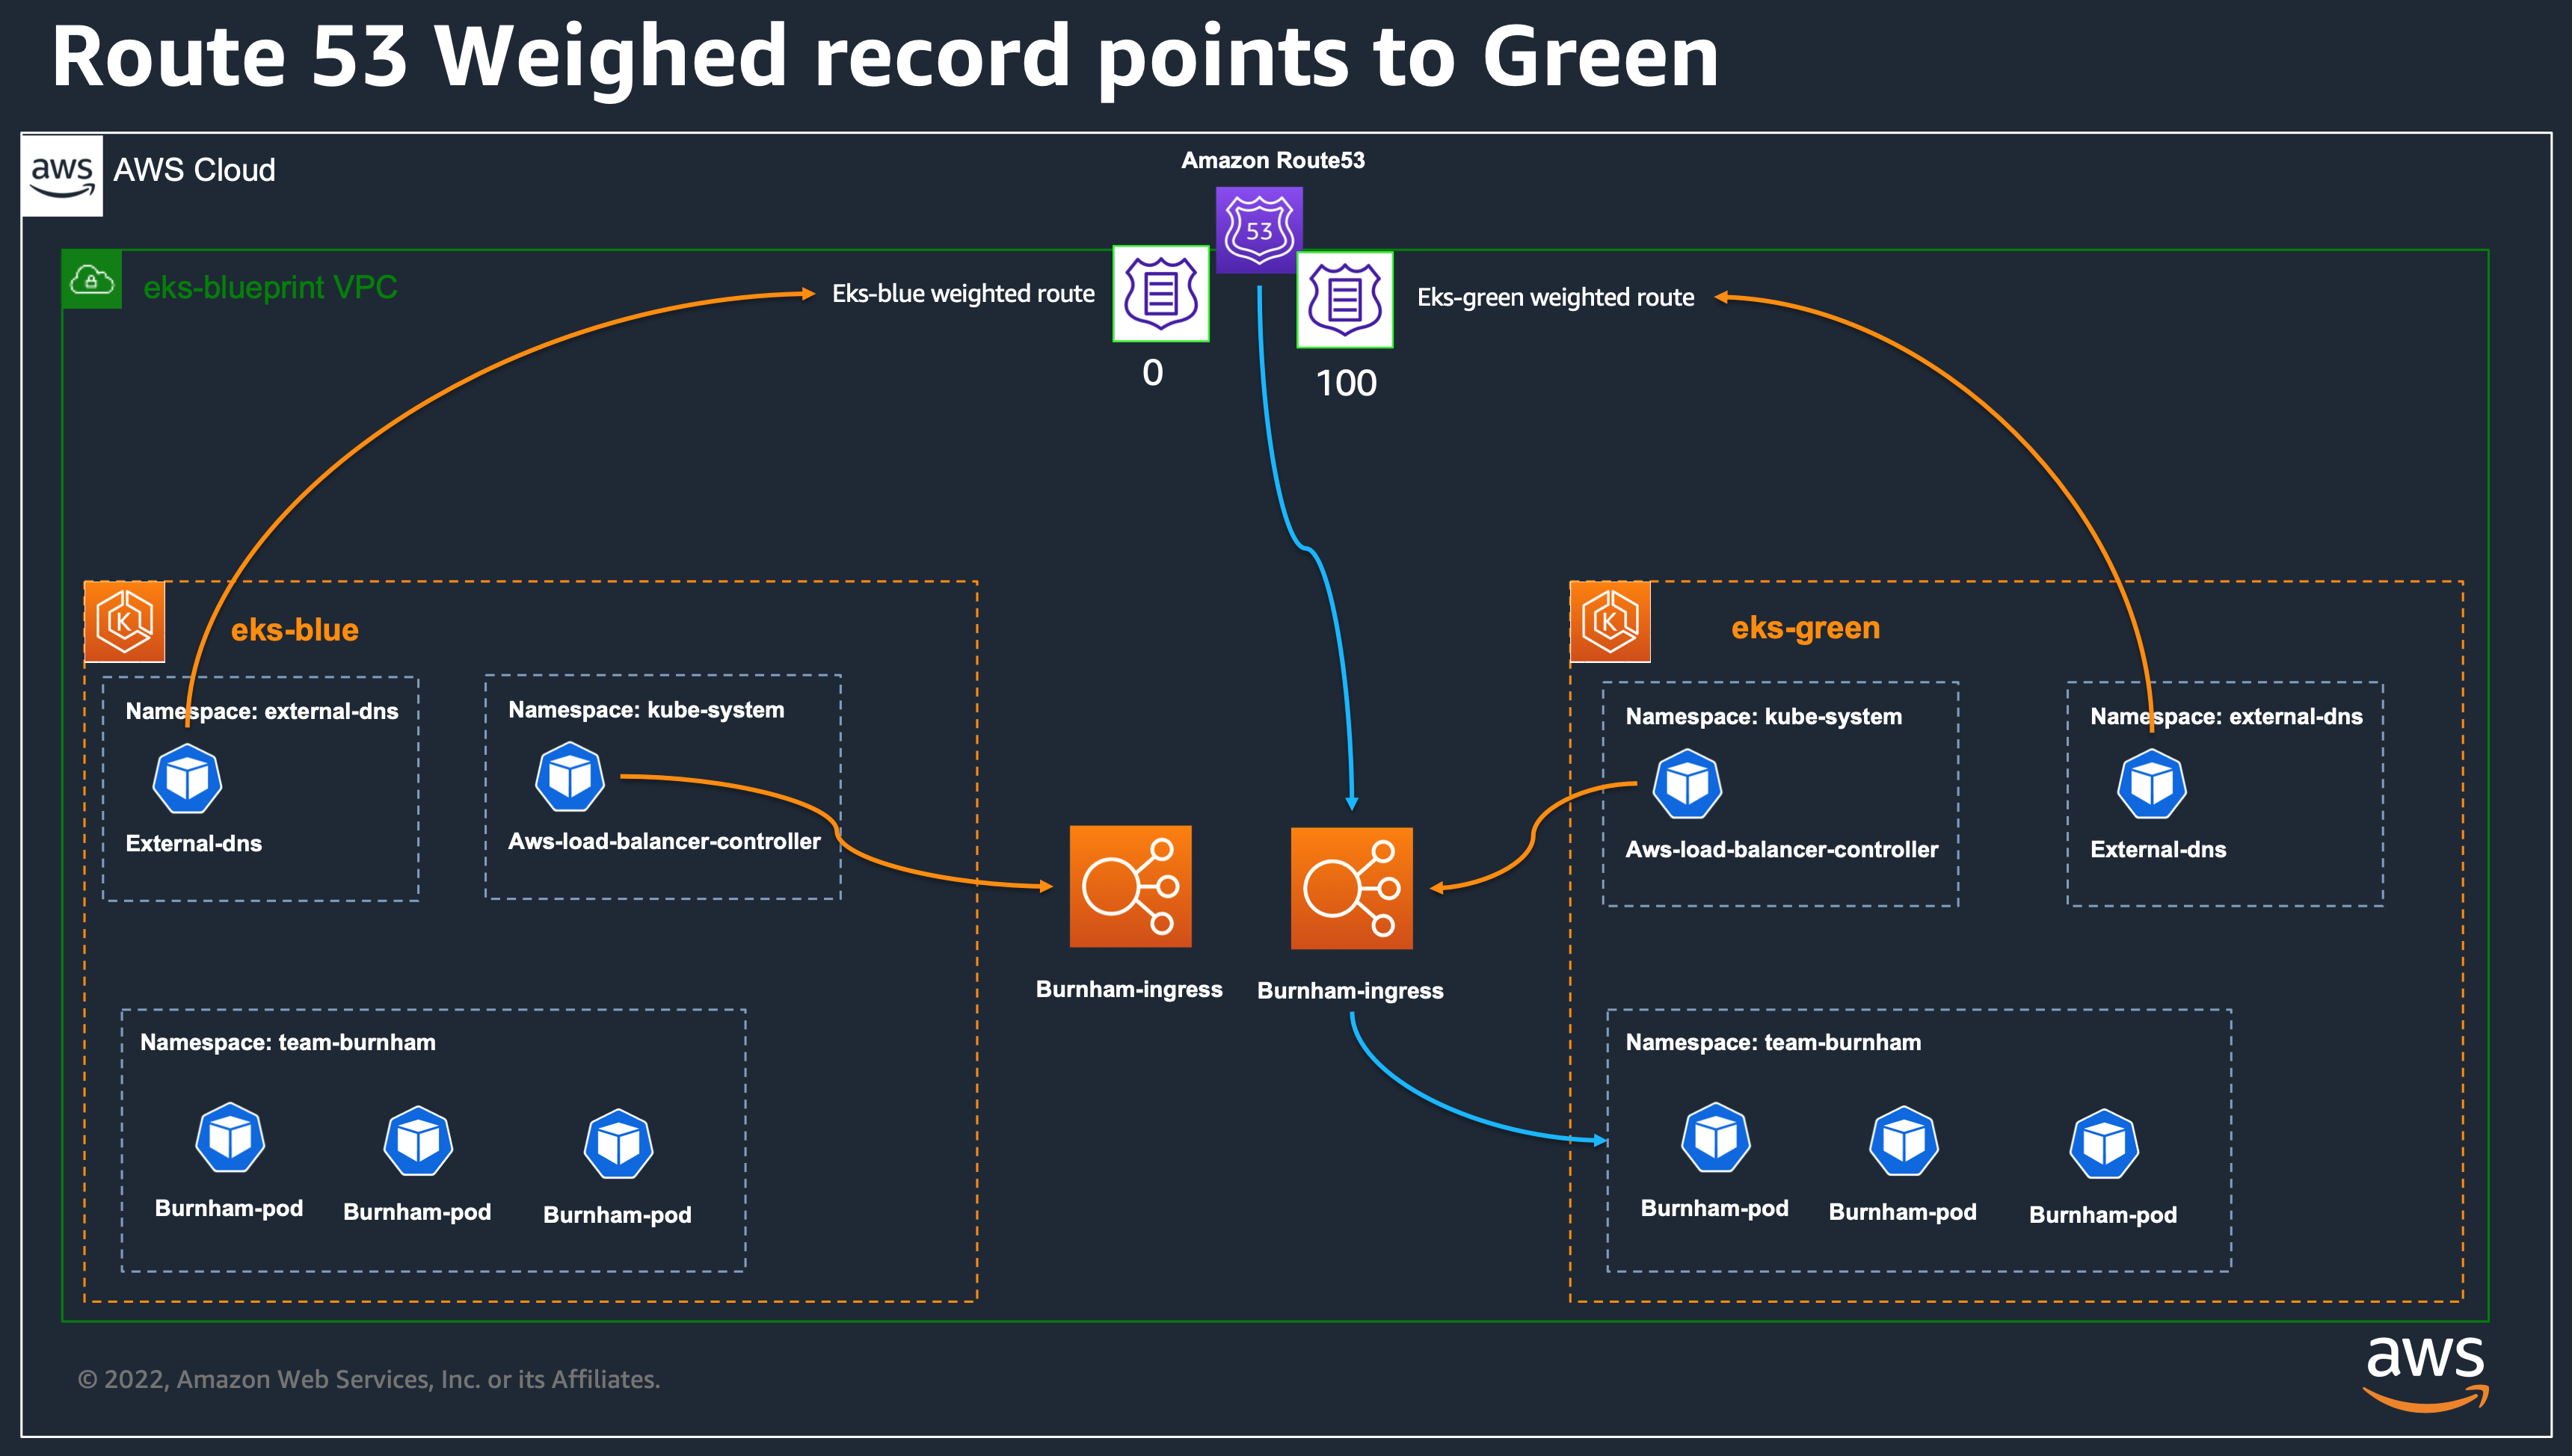 Route 53 Weighed record points to Green
aws
AWS Cloud
Amazon Route53
53
eks-blueprint VPC
Eks-blue weighted route
Eks-green weighted route
0
100
K
eks-blue
Namespace: external-dns
External-dns
Namespace: kube-system
Aws-load-balancer-controller
Namespace: team-burnham
Burnham-pod
Burnham-pod
Burnham-pod
Burnham-ingress
Burnham-ingress
K
eks-green
Namespace: kube-system
Aws-load-balancer-controller
Namespace: external-dns
External-dns
Namespace: team-burnham
Burnham-pod
Burnham-pod
Burnham-pod
© 2022, Amazon Web Services, Inc. or its Affiliates.
aws